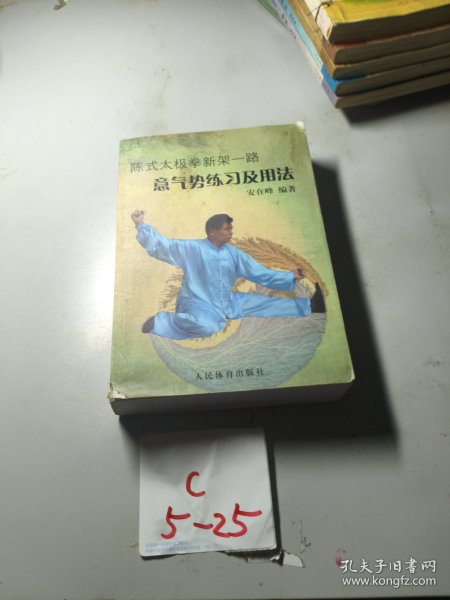 陈式太极拳新架一路
意气势练习及用法
安在峰 编著
人民体育出版社
C
5-25
孔夫子旧书网
www.kongfz.com